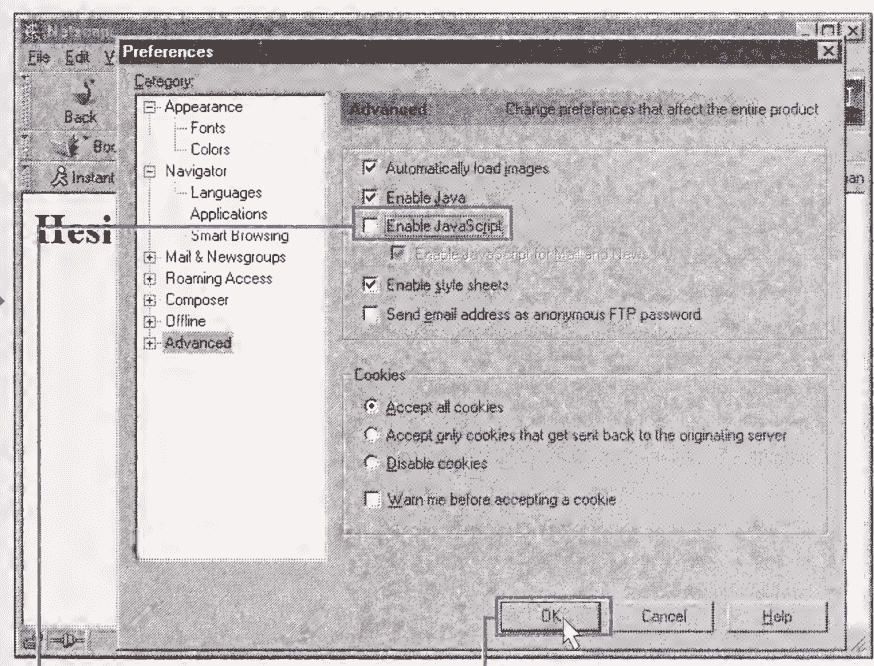 File Edit V
Preferences
Back
Instant
Hesi
Category:
Appearance
Fonts
Colors
Navigator
Languages
Applications
Smart Browsing
Mail & Newsgroups
Roaming Access
Composer
Offline
Advanced
Advanced Change preferences that affect the entire product
Automatically load images
Enable Java
Enable JavaScript
Enable JavaScript for Mail and News
Enable style sheets
Send email address as anonymous FTP password
Cookies
Accept all cookies
Accept only cookies that get sent back to the originating server
Disable cookies
Warn me before accepting a cookie
OK Cancel Help